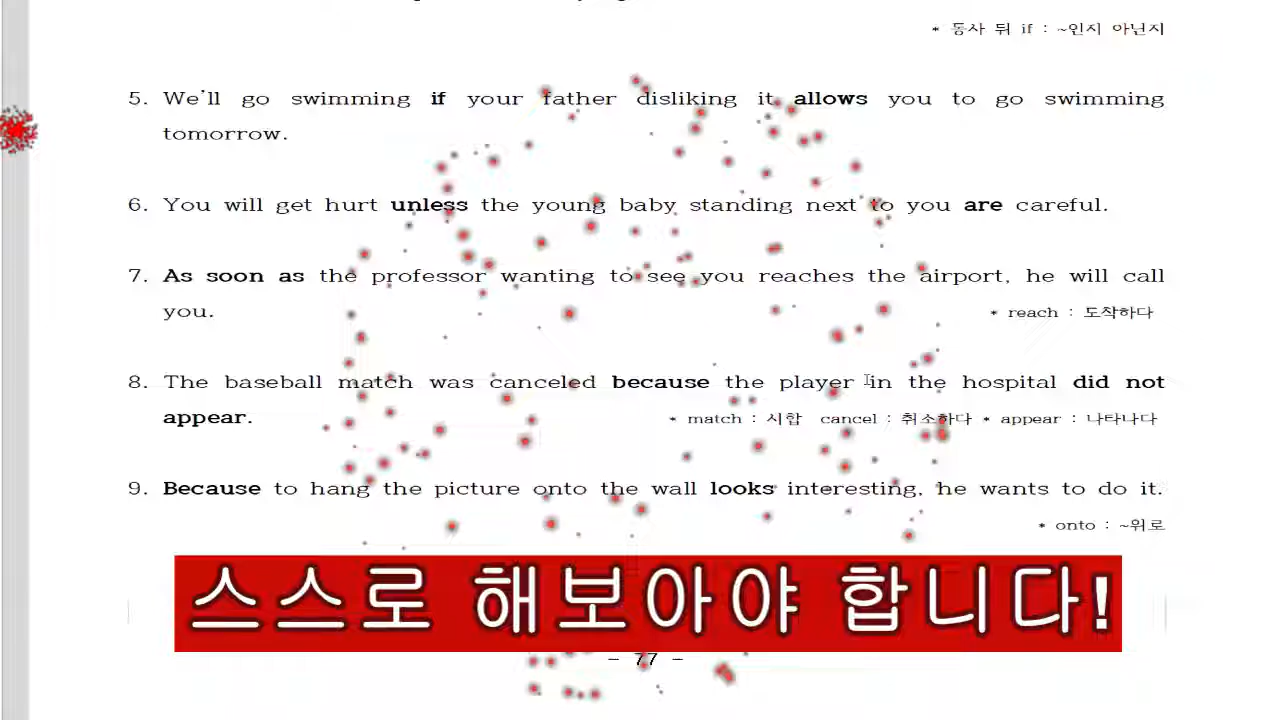 * 동사 뒤 if : ~인지 아닌지
5. We'll go swimming if your father disliking it allows you to go swimming
tomorrow.
6. You will get hurt unless the young baby standing next to you are careful.
7. As soon as the professor wanting to see you reaches the airport, he will call
you. * reach : 도착하다
8. The baseball match was canceled because the player in the hospital did not
appear. * match : 시합 cancel : 취소하다 * appear : 나타나다
9. Because to hang the picture onto the wall looks interesting, he wants to do it.
* onto : ~위로
스스로 해보아야 합니다!
- 77 -